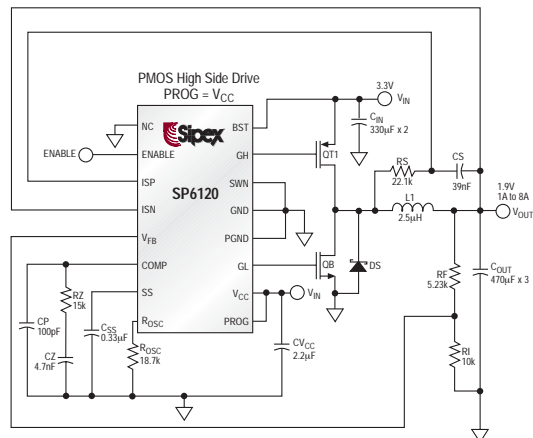 PMOS High Side Drive
PROG = VCC
Sipex
SP6120
NC
ENABLE
ISP
ISN
VFB
COMP
SS
ROSC
BST
GH
SWN
GND
PGND
GL
VCC
PROG
ENABLE
3.3V
VIN
CIN
330µF x 2
QT1
RS
22.1k
CS
39nF
L1
2.5µH
1.9V
1A to 8A
VOUT
QB
DS
RF
5.23k
COUT
470µF x 3
RI
10k
VIN
CVCC
2.2µF
RZ
15k
CP
100pF
CZ
4.7nF
CSS
0.33µF
ROSC
18.7k